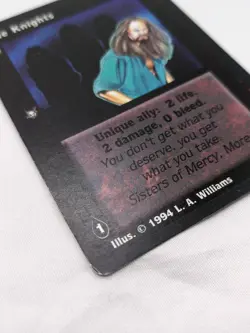 Knights
Unique ally: 2 life.
2 damage, 0 bleed.
You don't get what you
deserve, you get
what you take.
Sisters of Mercy, More
1
Illus. © 1994 L. A. Williams